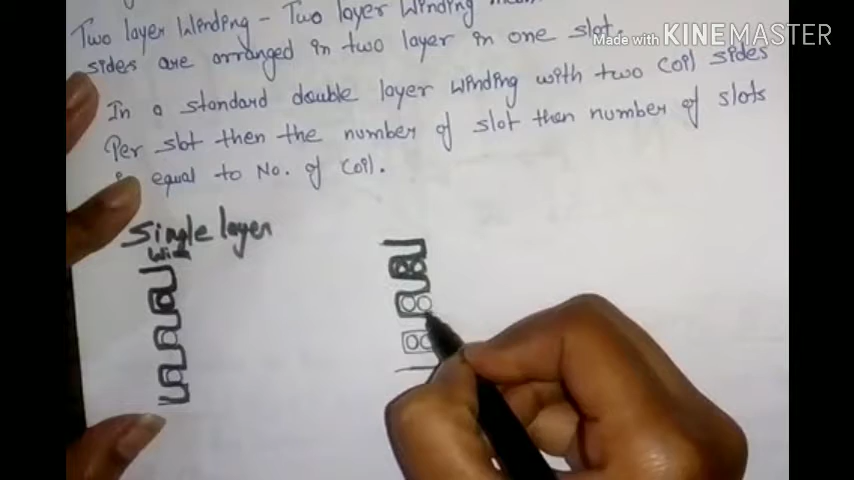 Two layer Winding - Two layer Winding
sides are arranged in two layer in one slot.
Made with KINEMASTER
In a standard double layer winding with two Coil sides
Per slot then the number of slot then number of slots
equal to No. of Coil.
Single layer